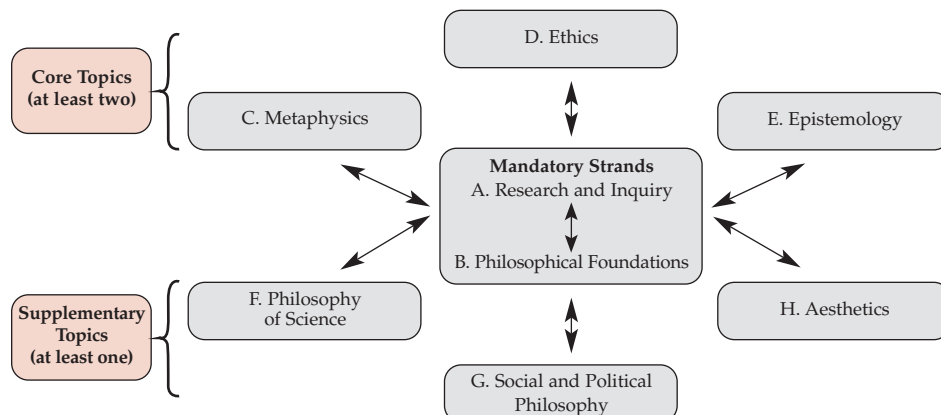 D. Ethics
Core Topics
(at least two)
C. Metaphysics
E. Epistemology
Mandatory Strands
A. Research and Inquiry
B. Philosophical Foundations
F. Philosophy
of Science
H. Aesthetics
Supplementary
Topics
(at least one)
G. Social and Political
Philosophy